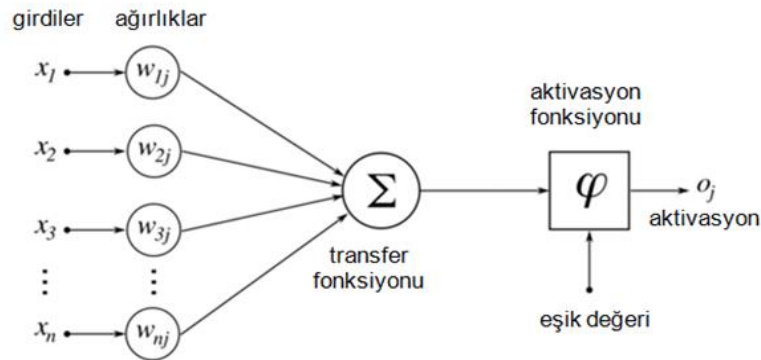 girdiler ağırlıklar
x₁ w₁ⱼ
x₂ w₂ⱼ
x₃ w₃ⱼ
⋮ ⋮
xₙ wₙⱼ
Σ
transfer
fonksiyonu
aktivasyon
fonksiyonu
φ
oⱼ
aktivasyon
eşik değeri